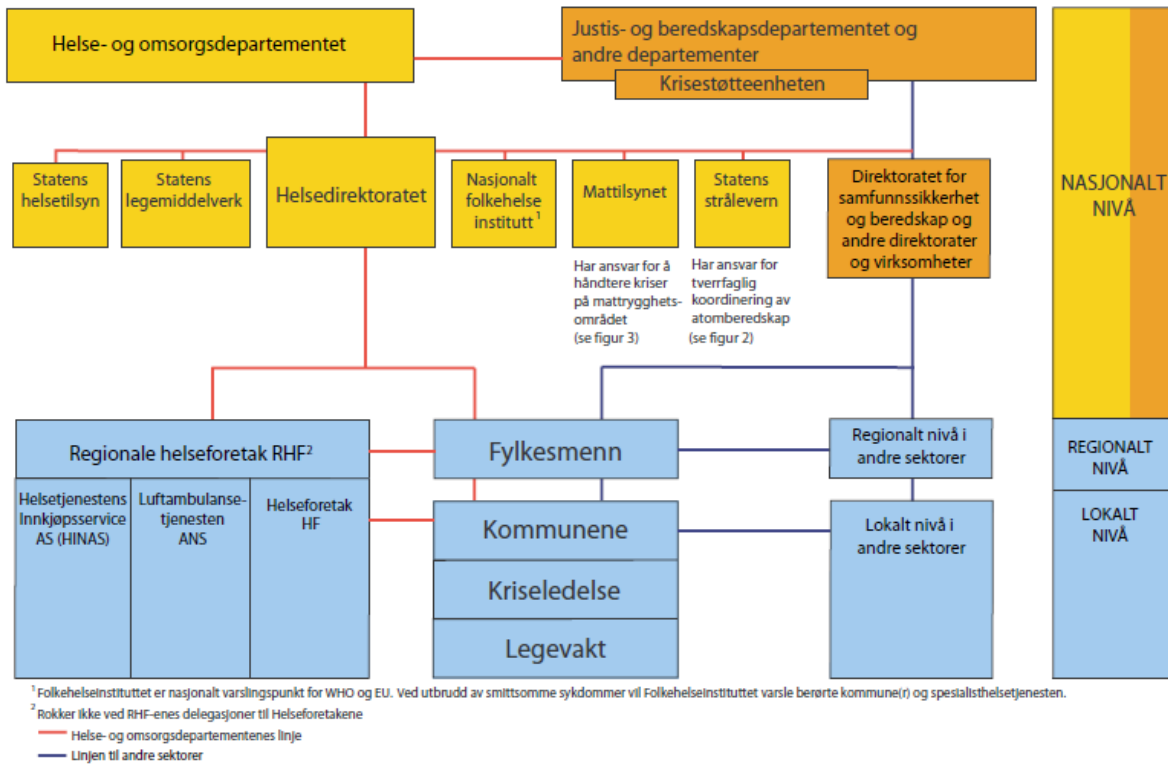 Helse- og omsorgsdepartementet
Justis- og beredskapsdepartementet og
andre departementer
Krisestøtteenheten
Statens
helsetilsyn
Statens
legemiddelverk
Helsedirektoratet
Nasjonalt
folkehelse
institutt 1
Mattilsynet
Statens
strålevern
Direktoratet for
samfunnssikkerhet
og beredskap og
andre direktorater
og virksomheter
NASJONALT
NIVÅ
Har ansvar for å
håndtere kriser
på mattrygghets-
området
(se figur 3)
Har ansvar for
tverrfaglig
koordinering av
atomberedskap
(se figur 2)
Regionale helseforetak RHF2
Fylkesmenn
Regionalt nivå i
andre sektorer
REGIONALT
NIVÅ
Helsetjenestens
Innkjøpsservice
AS (HINAS)
Luftambulanse-
tjenesten
ANS
Helseforetak
HF
Kommunene
Kriseledelse
Legevakt
Lokalt nivå i
andre sektorer
LOKALT
NIVÅ
1 Folkehelseinstituttet er nasjonalt varslingspunkt for WHO og EU. Ved utbrudd av smittsomme sykdommer vil Folkehelseinstituttet varsle berørte kommune(r) og spesialisthelsetjenesten.
2 Rokker ikke ved RHF-enes delegasjoner til Helseforetakene
Helse- og omsorgsdepartementenes linje
Linjen til andre sektorer